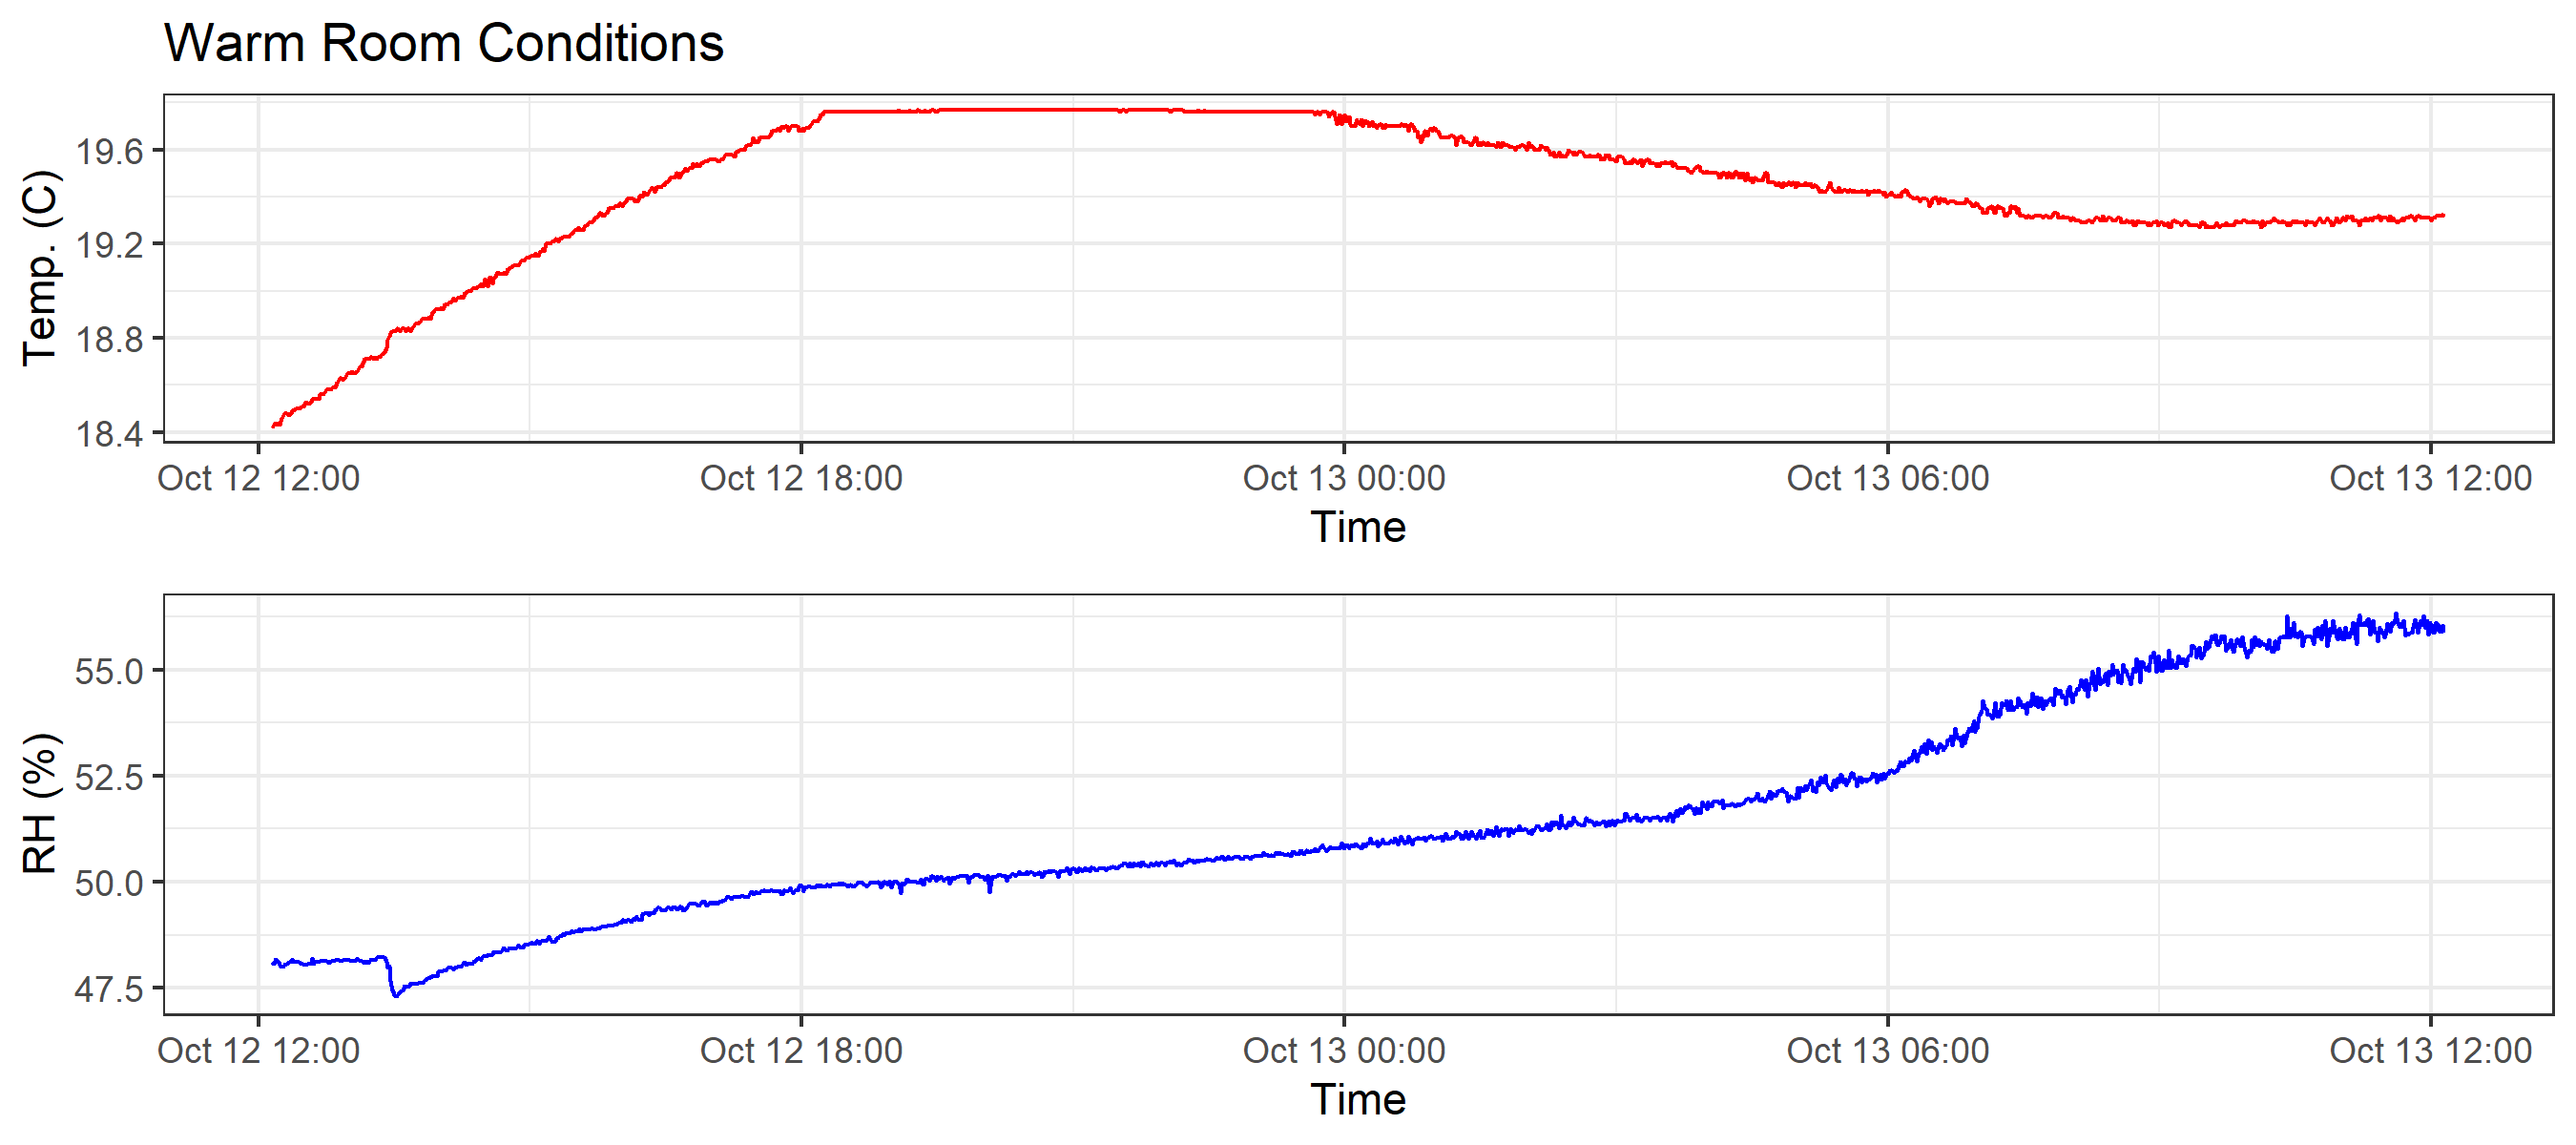 Warm Room Conditions
Temp. (C)
19.6
19.2
18.8
18.4
Oct 12 12:00 Oct 12 18:00 Oct 13 00:00 Oct 13 06:00 Oct 13 12:00
Time
RH (%)
55.0
52.5
50.0
47.5
Oct 12 12:00 Oct 12 18:00 Oct 13 00:00 Oct 13 06:00 Oct 13 12:00
Time